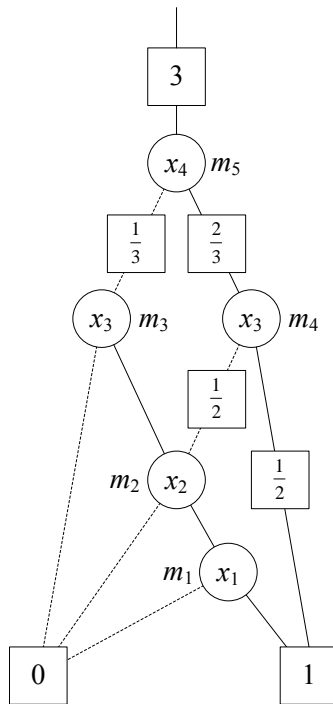 3
x₄ m₅
1/3 2/3
x₃ m₃ x₃ m₄
1/2
m₂ x₂ 1/2
m₁ x₁
0 1